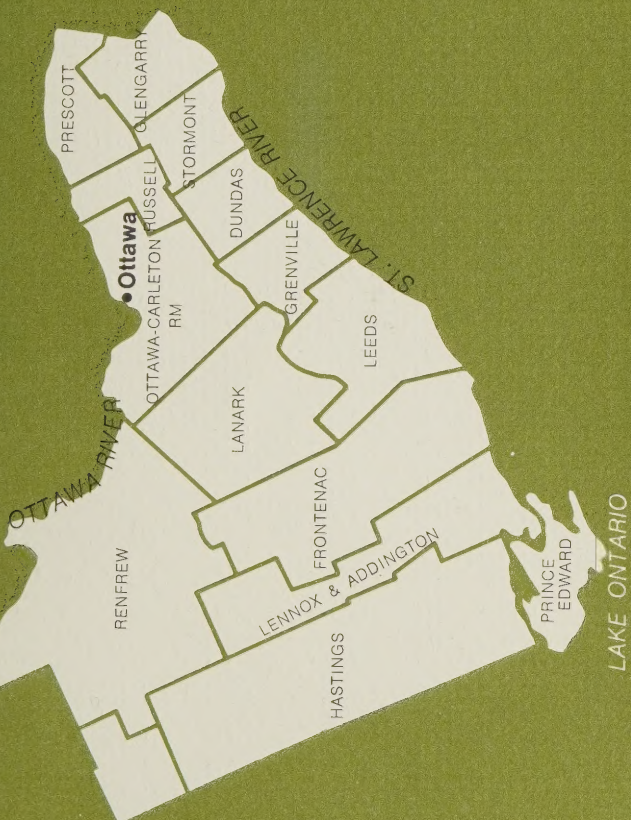 PRESCOTT
GLENGARRY
STORMONT
RUSSELL
DUNDAS
•Ottawa
OTTAWA-CARLETON
RM
GRENVILLE
ST. LAWRENCE RIVER
LEEDS
LANARK
OTTAWA RIVER
RENFREW
FRONTENAC
LENNOX & ADDINGTON
HASTINGS
PRINCE
EDWARD
LAKE ONTARIO